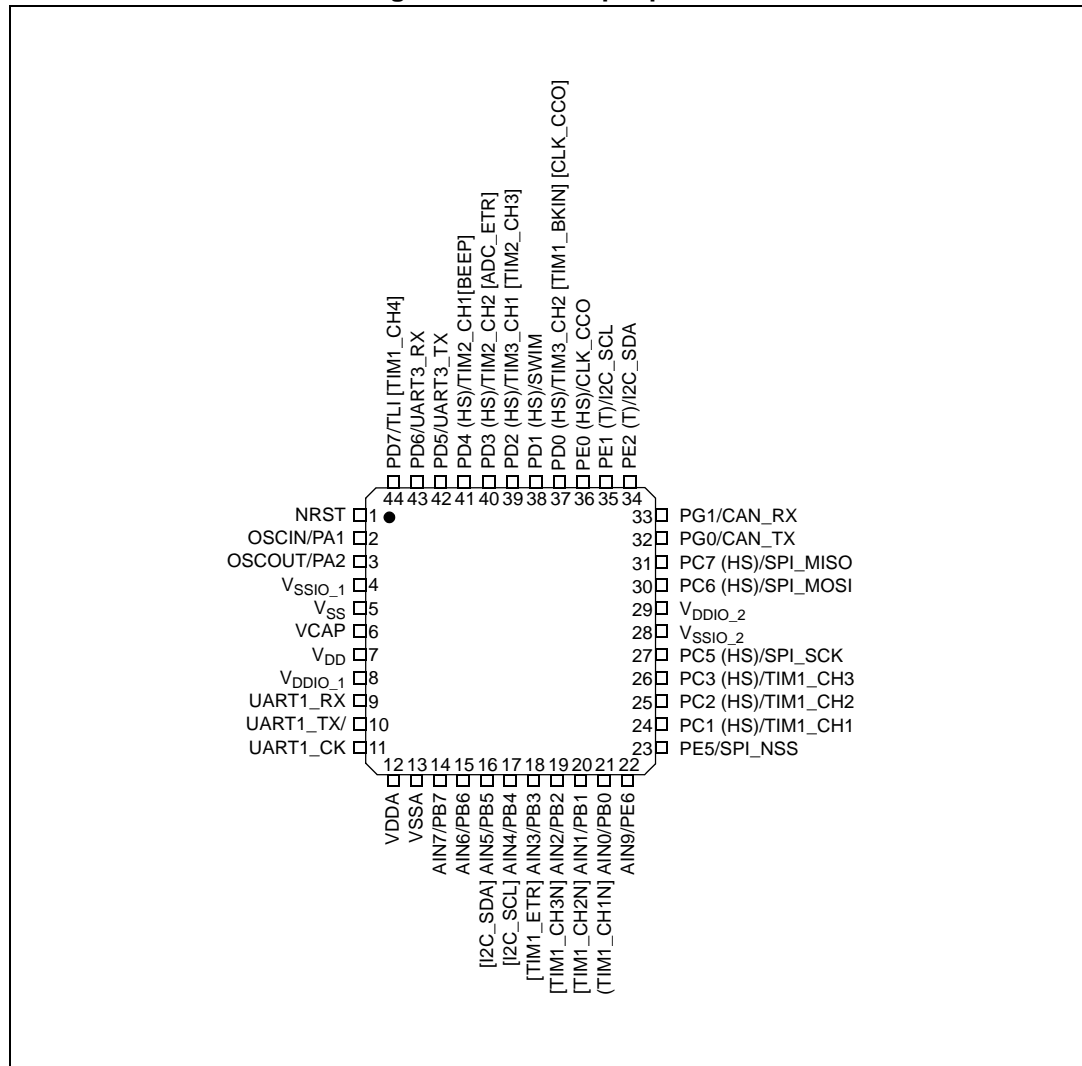 PD7/TLI [TIM1_CH4]
PD6/UART3_RX
PD5/UART3_TX
PD4 (HS)/TIM2_CH1[BEEP]
PD3 (HS)/TIM2_CH2 [ADC_ETR]
PD2 (HS)/TIM3_CH1 [TIM2_CH3]
PD1 (HS)/SWIM
PD0 (HS)/TIM3_CH2 [TIM1_BKIN] [CLK_CCO]
PE0 (HS)/CLK_CCO
PE1 (T)/I2C_SCL
PE2 (T)/I2C_SDA
44 43 42 41 40 39 38 37 36 35 34
NRST 1
OSCIN/PA1 2
OSCOUT/PA2 3
VSSIO_1 4
VSS 5
VCAP 6
VDD 7
VDDIO_1 8
UART1_RX 9
UART1_TX/ 10
UART1_CK 11
33 PG1/CAN_RX
32 PG0/CAN_TX
31 PC7 (HS)/SPI_MISO
30 PC6 (HS)/SPI_MOSI
29 VDDIO_2
28 VSSIO_2
27 PC5 (HS)/SPI_SCK
26 PC3 (HS)/TIM1_CH3
25 PC2 (HS)/TIM1_CH2
24 PC1 (HS)/TIM1_CH1
23 PE5/SPI_NSS
12 13 14 15 16 17 18 19 20 21 22
VDDA
VSSA
AIN7/PB7
AIN6/PB6
[I2C_SDA] AIN5/PB5
[I2C_SCL] AIN4/PB4
[TIM1_ETR] AIN3/PB3
[TIM1_CH3N] AIN2/PB2
[TIM1_CH2N] AIN1/PB1
(TIM1_CH1N] AIN0/PB0
AIN9/PE6